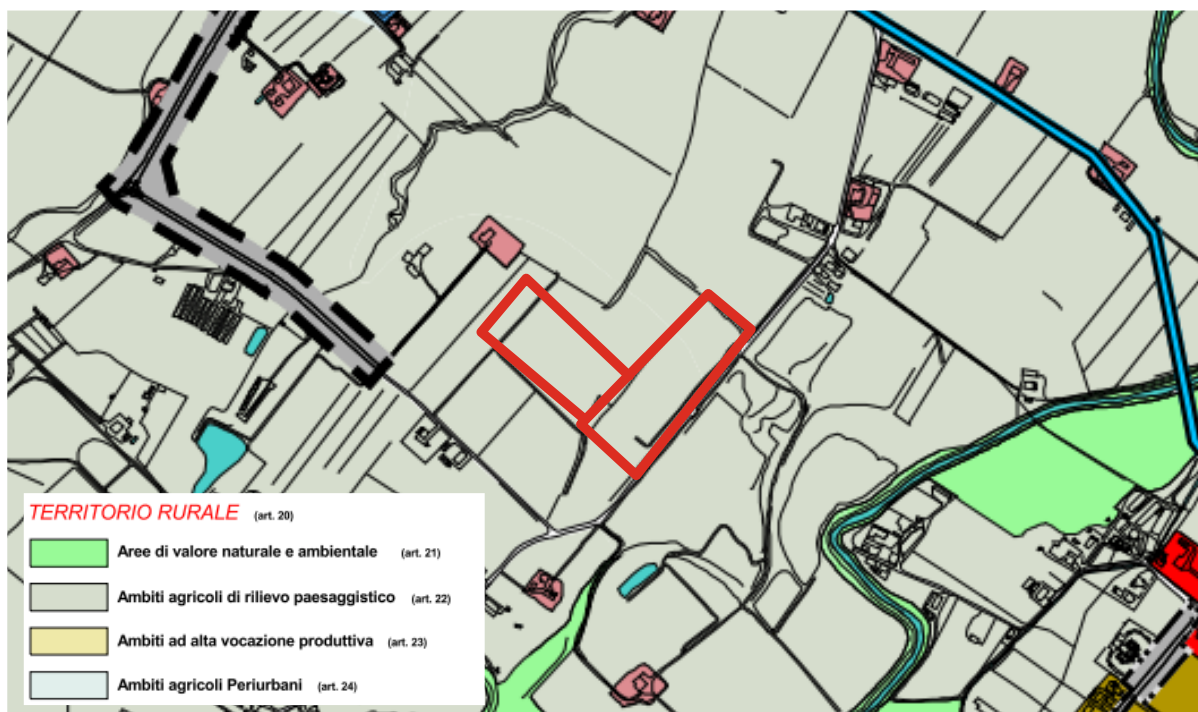 TERRITORIO RURALE (art. 20)
Aree di valore naturale e ambientale (art. 21)
Ambiti agricoli di rilievo paesaggistico (art. 22)
Ambiti ad alta vocazione produttiva (art. 23)
Ambiti agricoli Periurbani (art. 24)